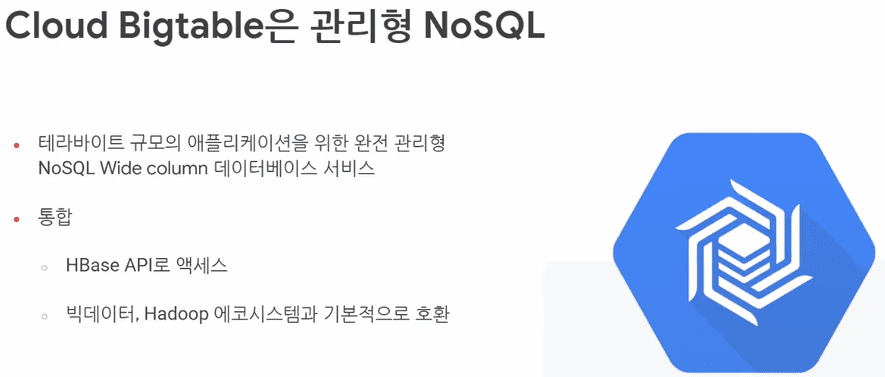 Cloud Bigtable은 관리형 NoSQL
테라바이트 규모의 애플리케이션을 위한 완전 관리형
NoSQL Wide column 데이터베이스 서비스
통합
HBase API로 액세스
빅데이터, Hadoop 에코시스템과 기본적으로 호환